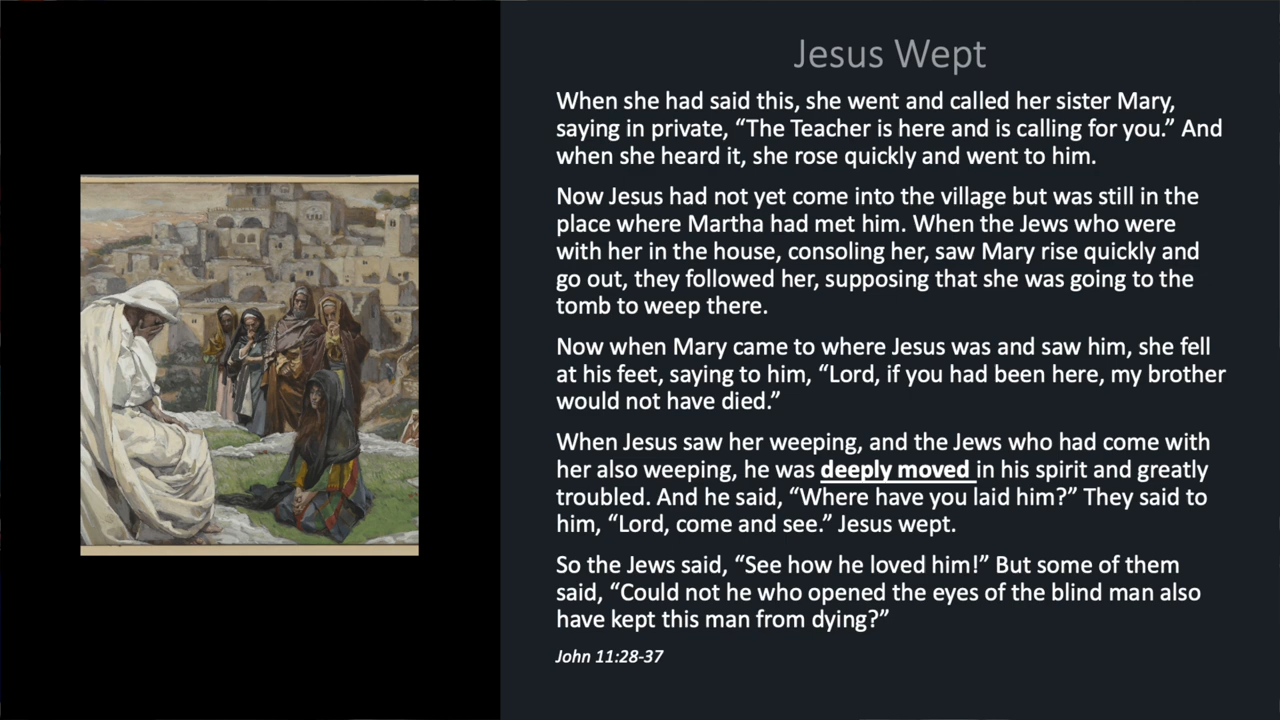 Jesus Wept
When she had said this, she went and called her sister Mary,
saying in private, “The Teacher is here and is calling for you.” And
when she heard it, she rose quickly and went to him.
Now Jesus had not yet come into the village but was still in the
place where Martha had met him. When the Jews who were
with her in the house, consoling her, saw Mary rise quickly and
go out, they followed her, supposing that she was going to the
tomb to weep there.
Now when Mary came to where Jesus was and saw him, she fell
at his feet, saying to him, “Lord, if you had been here, my brother
would not have died.”
When Jesus saw her weeping, and the Jews who had come with
her also weeping, he was deeply moved in his spirit and greatly
troubled. And he said, “Where have you laid him?” They said to
him, “Lord, come and see.” Jesus wept.
So the Jews said, “See how he loved him!” But some of them
said, “Could not he who opened the eyes of the blind man also
have kept this man from dying?”
John 11:28-37